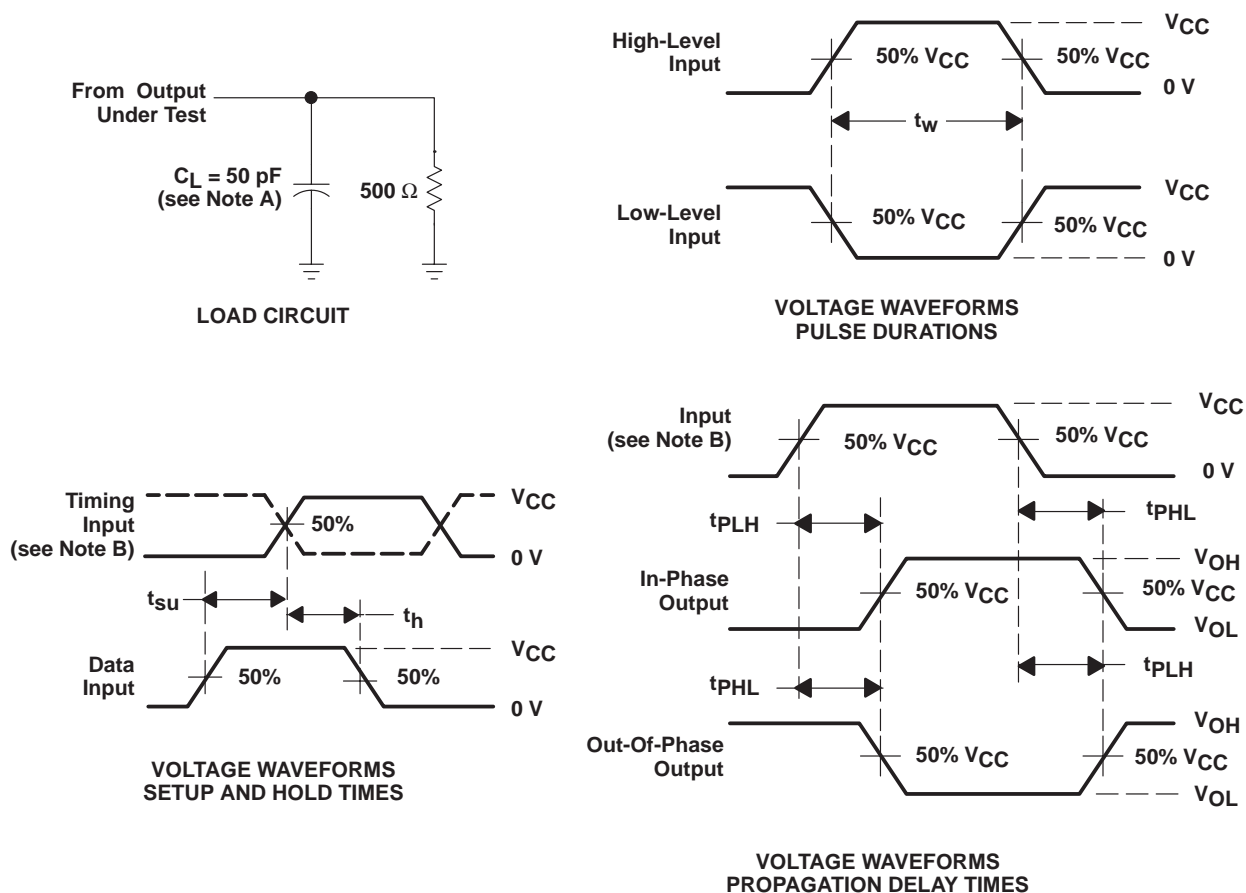 From Output
Under Test
CL = 50 pF
(see Note A)
500 Ω
LOAD CIRCUIT
High-Level
Input
50% VCC
50% VCC
VCC
0 V
tw
Low-Level
Input
50% VCC
50% VCC
VCC
0 V
VOLTAGE WAVEFORMS
PULSE DURATIONS
Timing
Input
(see Note B)
50%
VCC
0 V
tsu
th
Data
Input
50%
50%
VCC
0 V
VOLTAGE WAVEFORMS
SETUP AND HOLD TIMES
Input
(see Note B)
50% VCC
50% VCC
VCC
0 V
tPLH
tPHL
In-Phase
Output
50% VCC
VOH
50% VCC
VOL
tPHL
tPLH
Out-Of-Phase
Output
50% VCC
VOH
50% VCC
VOL
VOLTAGE WAVEFORMS
PROPAGATION DELAY TIMES